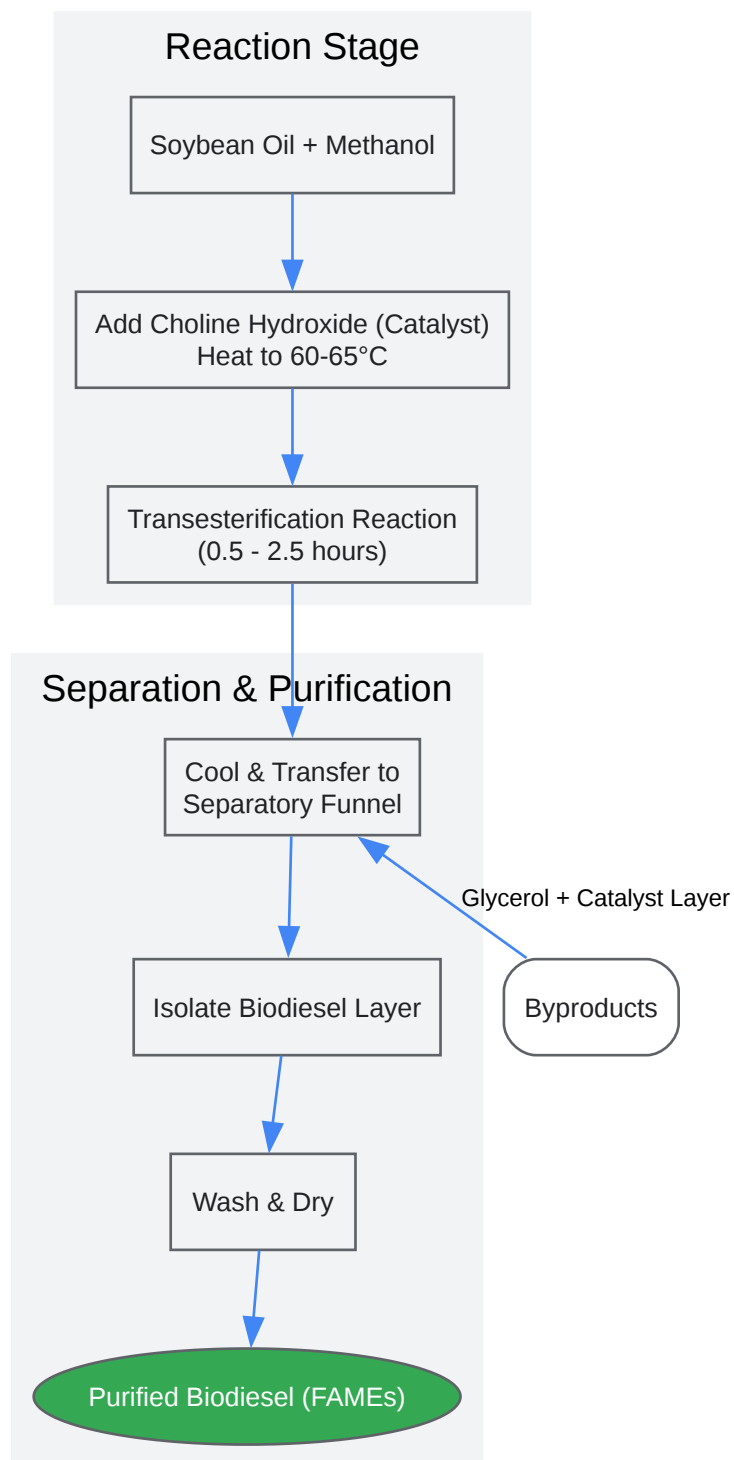 Reaction Stage
Soybean Oil + Methanol
Add Choline Hydroxide (Catalyst)
Heat to 60-65°C
Transesterification Reaction
(0.5 - 2.5 hours)
Separation & Purification
Cool & Transfer to
Separatory Funnel
Glycerol + Catalyst Layer
Isolate Biodiesel Layer
Byproducts
Wash & Dry
Purified Biodiesel (FAMEs)